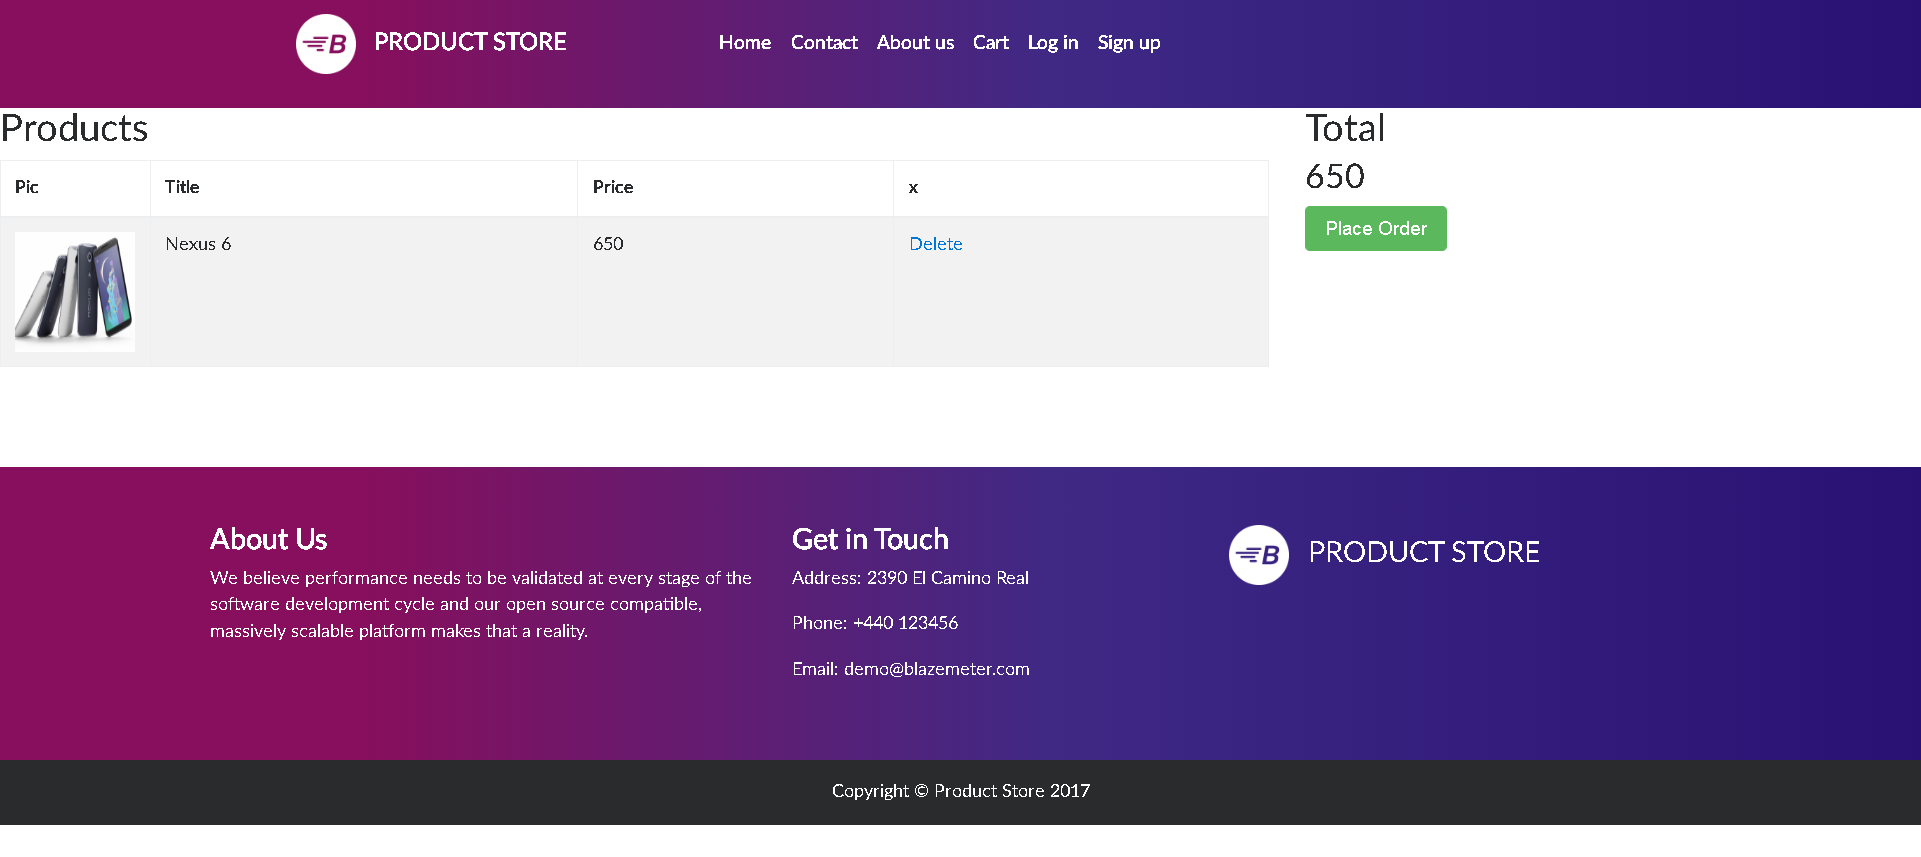 B PRODUCT STORE Home Contact About us Cart Log in Sign up
Products
Pic Title Price x
Nexus 6 650 Delete
Total
650
Place Order
About Us
We believe performance needs to be validated at every stage of the
software development cycle and our open source compatible,
massively scalable platform makes that a reality.
Get in Touch
Address: 2390 El Camino Real
Phone: +440 123456
Email: demo@blazemeter.com
B PRODUCT STORE
Copyright © Product Store 2017